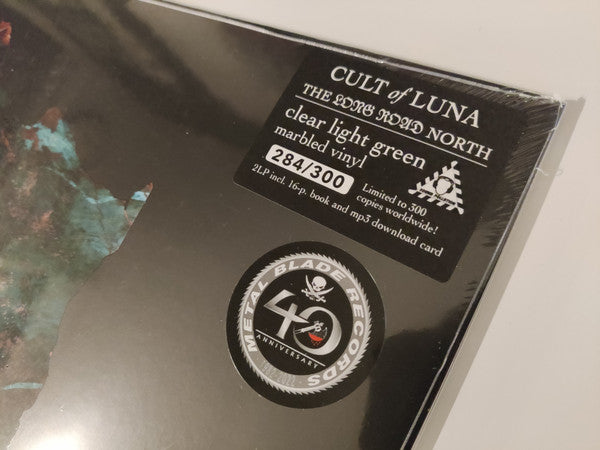 CULT of LUNA
THE LONG ROAD NORTH
clear light green
marbled vinyl
284/300
Limited to 300
copies worldwide!
2LP incl. 16-p. book and mp3 download card
METAL BLADE RECORDS
40
ANNIVERSARY